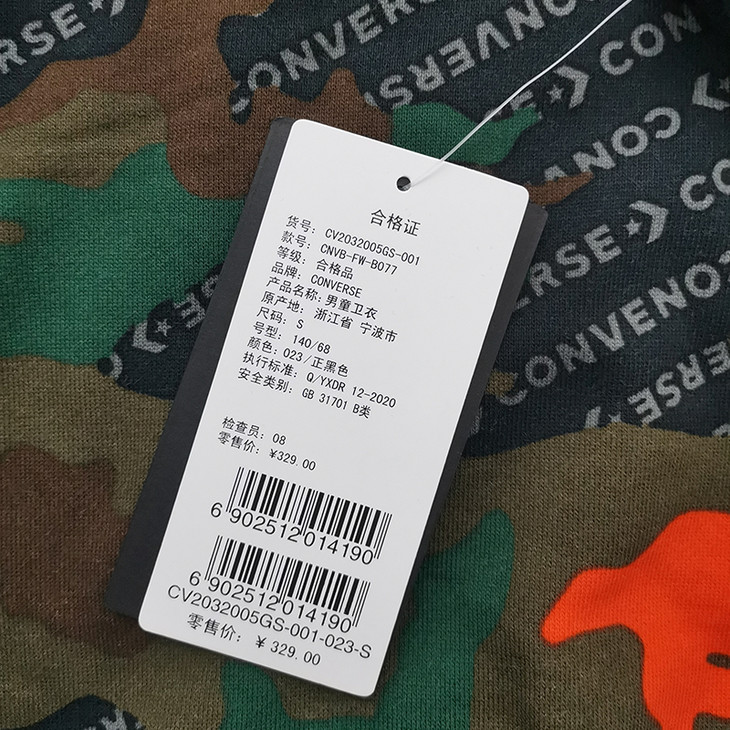 RSE
CONVERSE
CONVERSE
CON
CONVERSE
CONVERSE
CONVERSE
合格证
货号: CV2032005GS-001
款号: CNVB-FW-B077
等级: 合格品
品牌: CONVERSE
产品名称: 男童卫衣
原产地: 浙江省 宁波市
尺码: S
号型: 140/68
颜色: 023/正黑色
执行标准: Q/YXDR 12-2020
安全类别: GB 31701 B类
检查员: 08
零售价: ¥329.00
6 902512 014190
6 902512 014190
CV2032005GS-001-023-S
零售价: ¥ 329.00